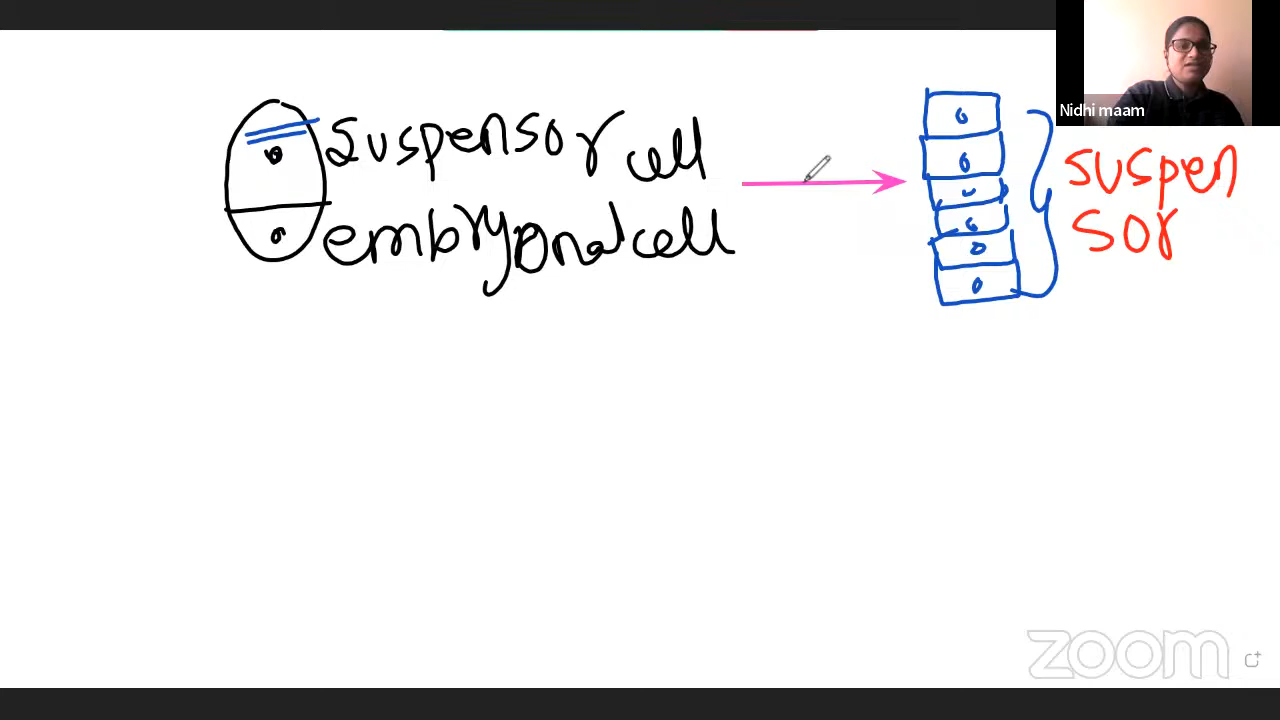 Nidhi maam
suspensor cell
embryonal cell
suspen
sor
zoom